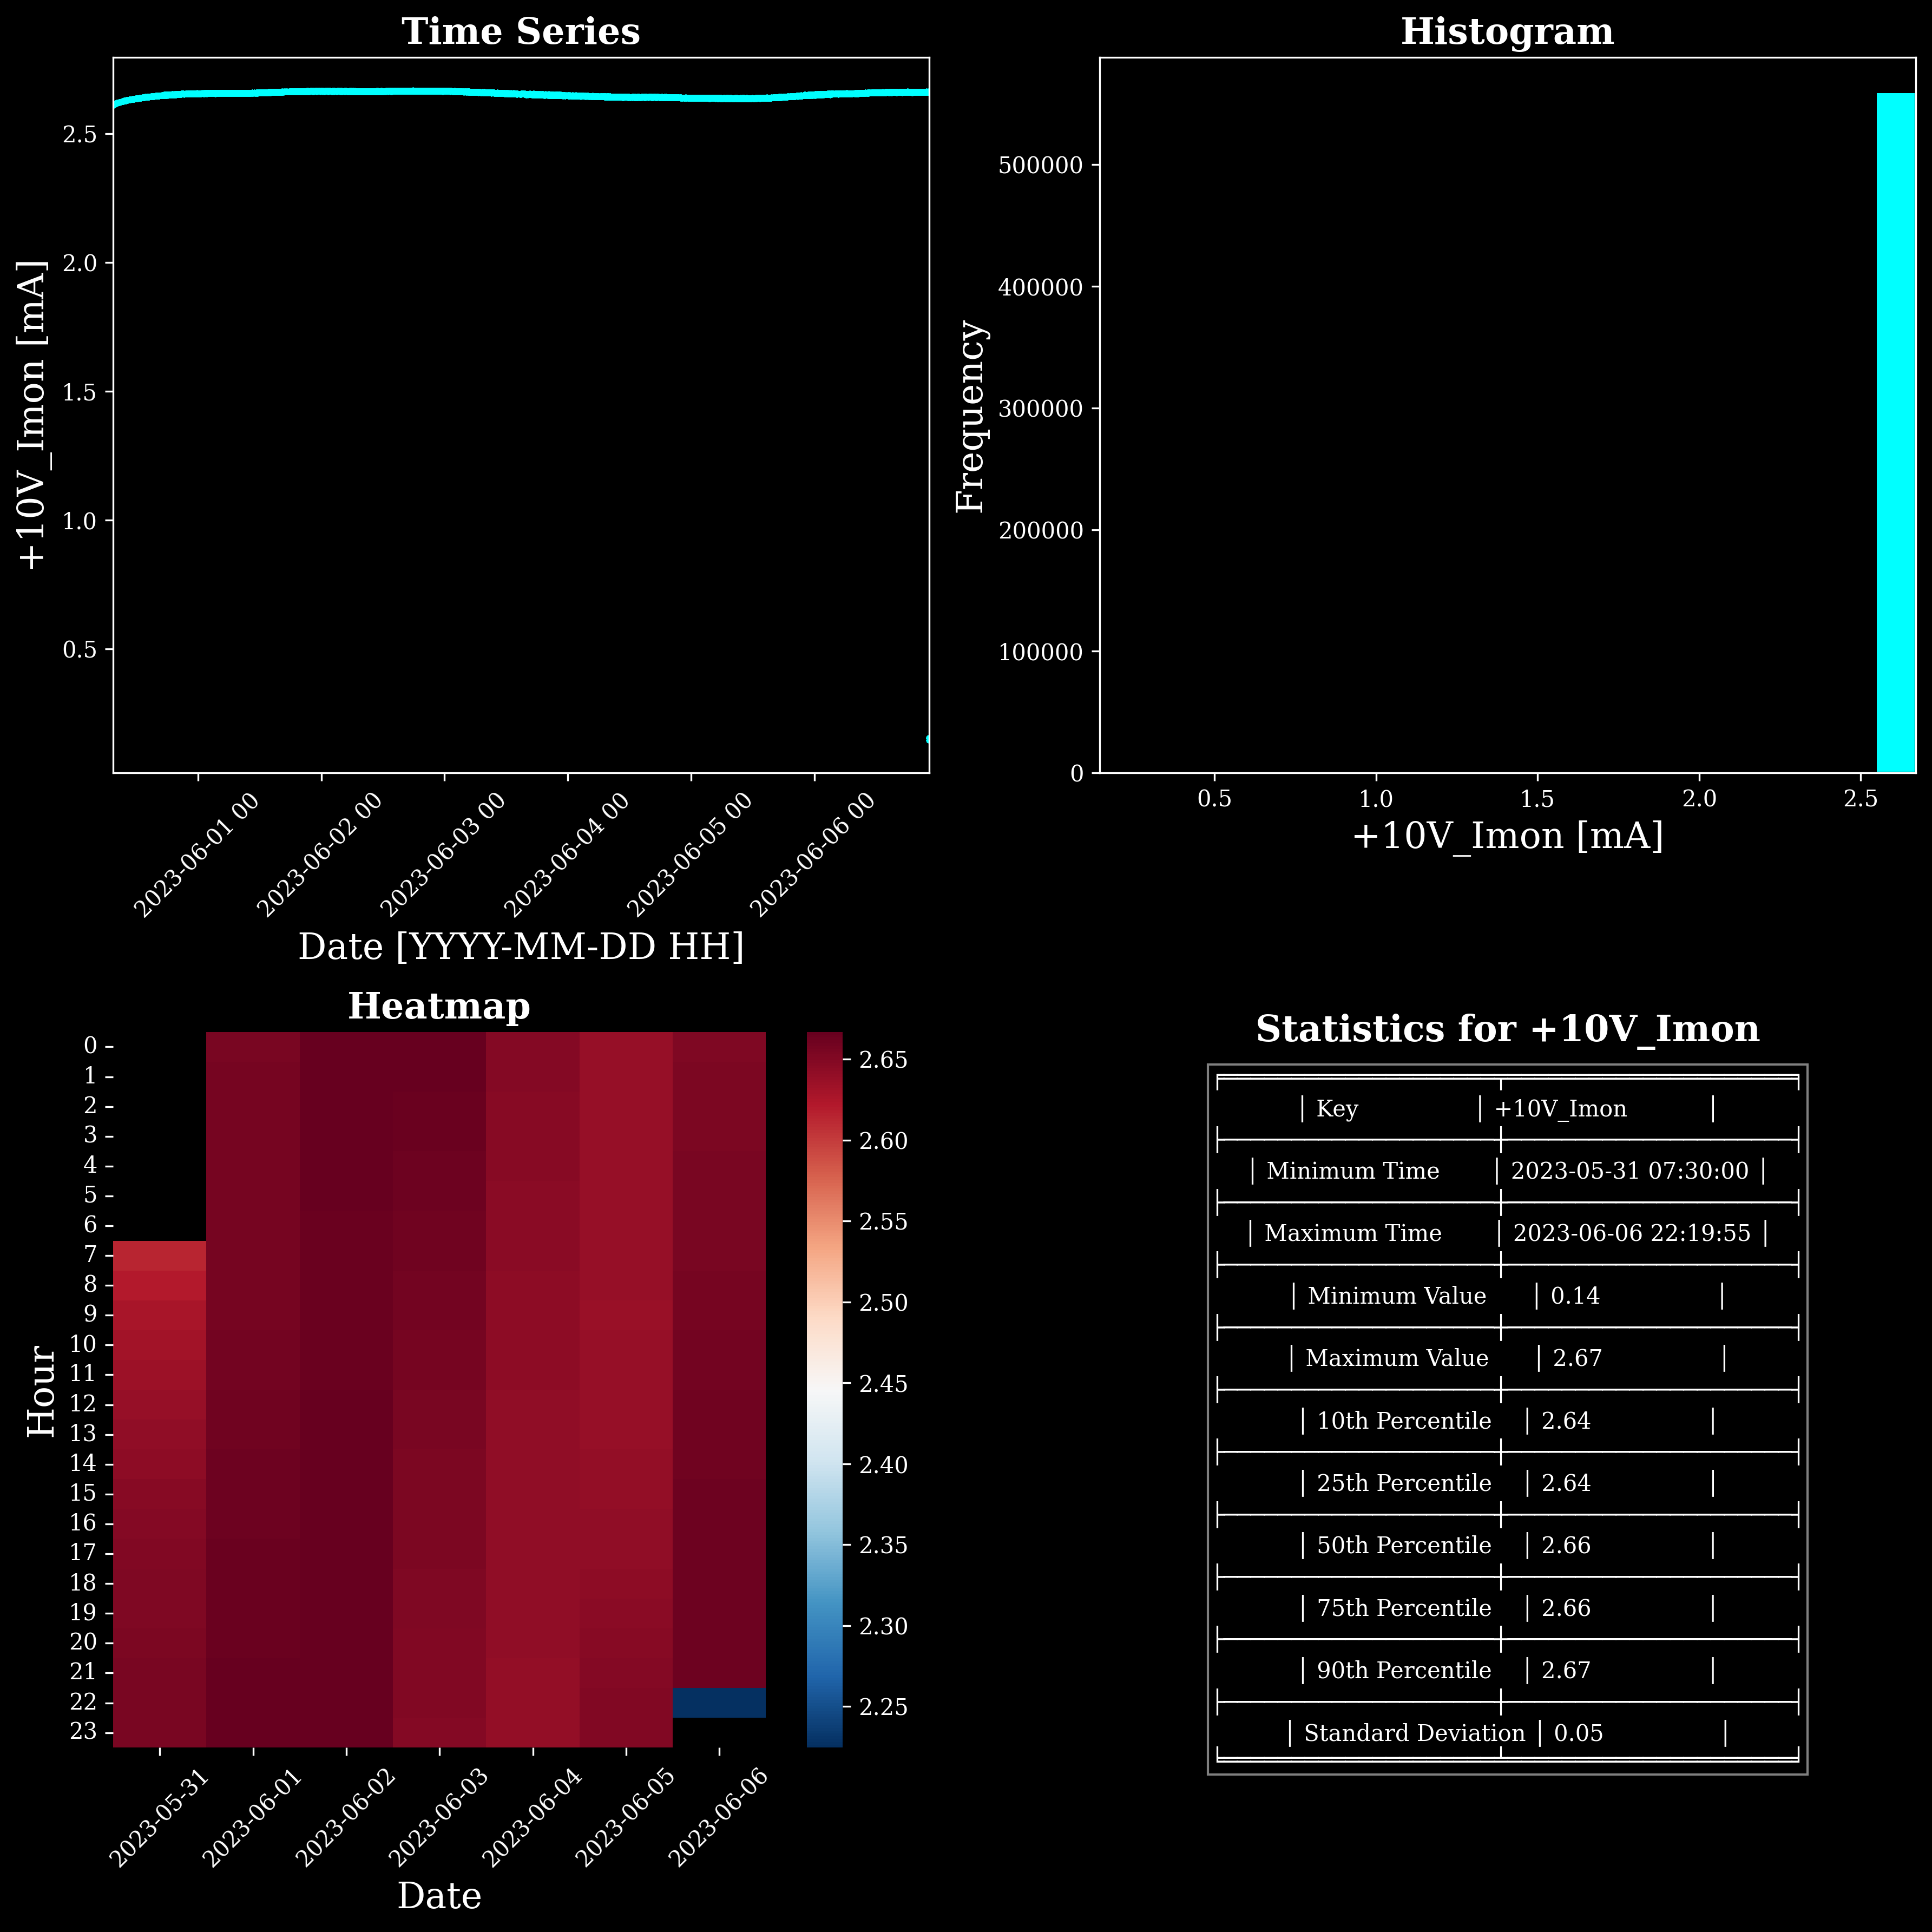 Time Series
+10V_Imon [mA]
2.5
2.0
1.5
1.0
0.5
2023-06-01 00
2023-06-02 00
2023-06-03 00
2023-06-04 00
2023-06-05 00
2023-06-06 00
Date [YYYY-MM-DD HH]
Histogram
Frequency
500000
400000
300000
200000
100000
0
0.5
1.0
1.5
2.0
2.5
+10V_Imon [mA]
Heatmap
Hour
0
1
2
3
4
5
6
7
8
9
10
11
12
13
14
15
16
17
18
19
20
21
22
23
2023-05-31
2023-06-01
2023-06-02
2023-06-03
2023-06-04
2023-06-05
2023-06-06
Date
2.65
2.60
2.55
2.50
2.45
2.40
2.35
2.30
2.25
Statistics for +10V_Imon
| Key | +10V_Imon |
| Minimum Time | 2023-05-31 07:30:00 |
| Maximum Time | 2023-06-06 22:19:55 |
| Minimum Value | 0.14 |
| Maximum Value | 2.67 |
| 10th Percentile | 2.64 |
| 25th Percentile | 2.64 |
| 50th Percentile | 2.66 |
| 75th Percentile | 2.66 |
| 90th Percentile | 2.67 |
| Standard Deviation | 0.05 |